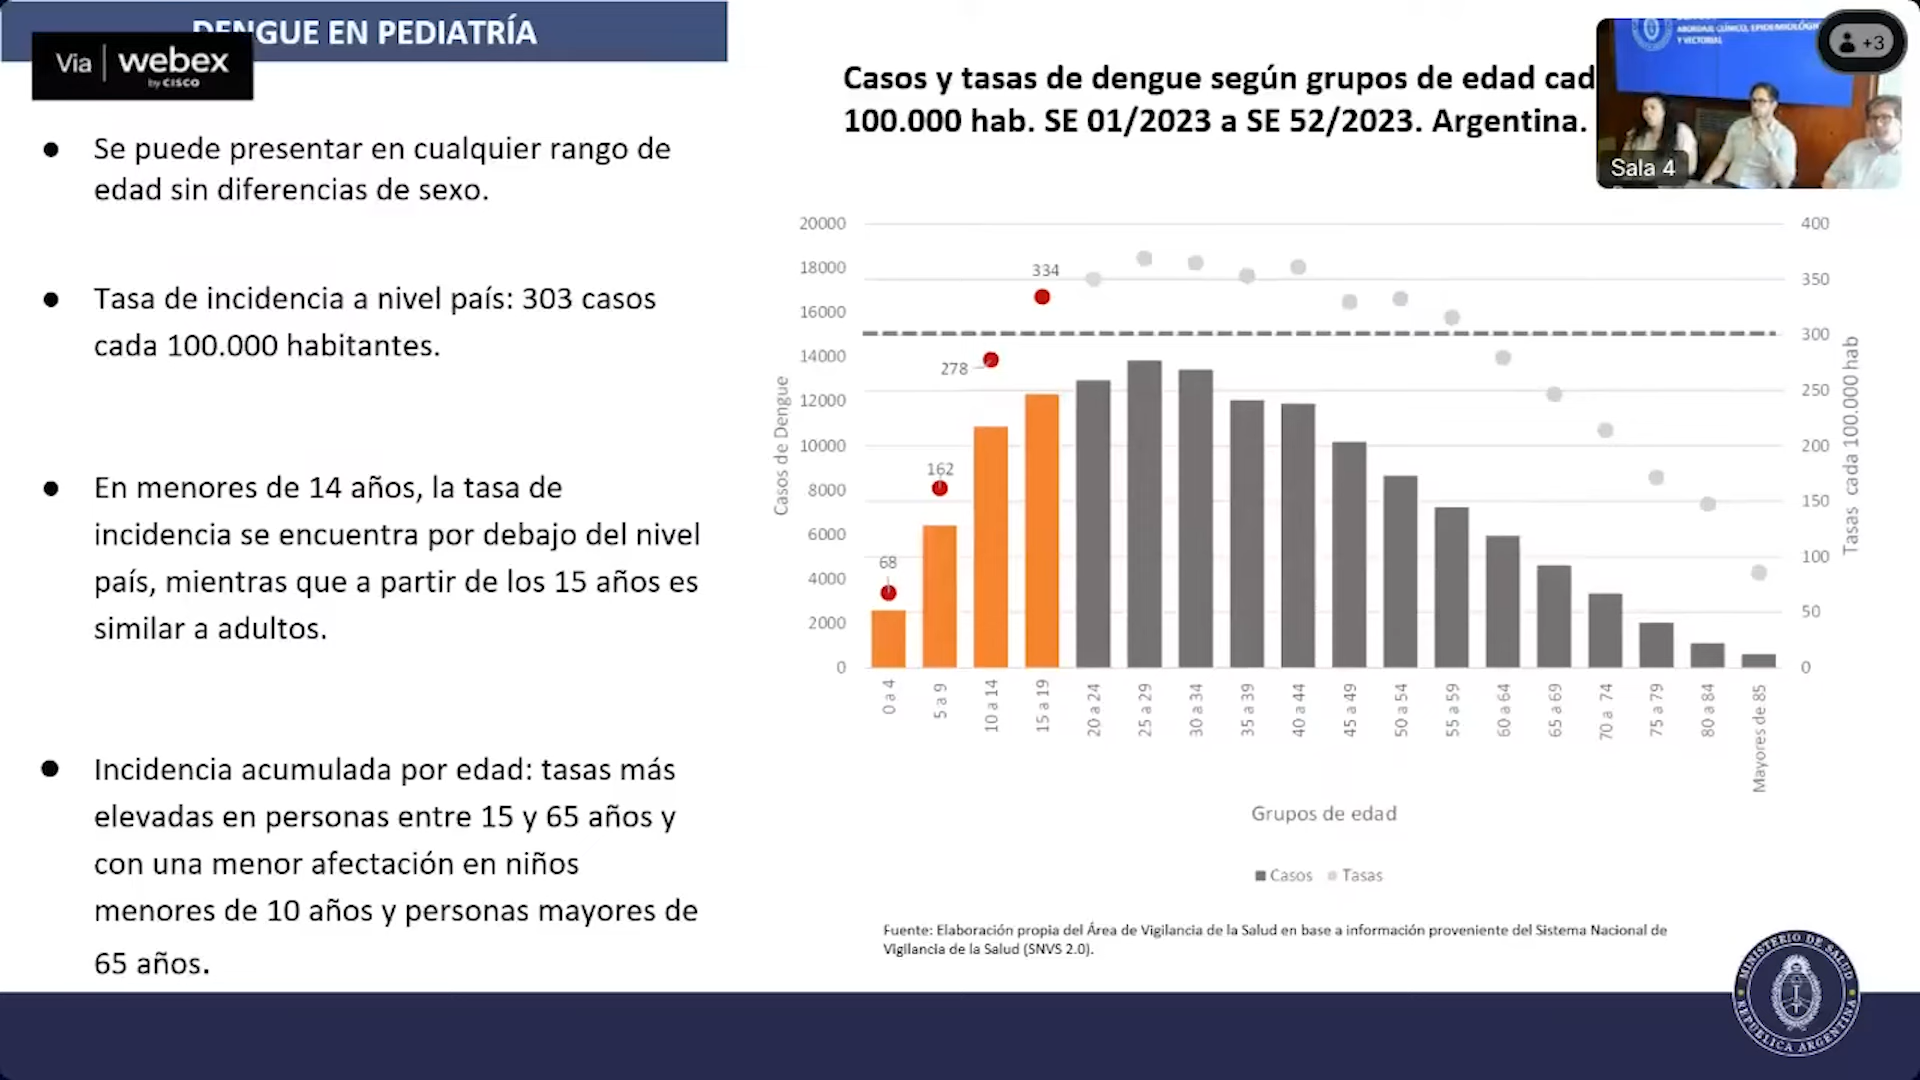 DENGUE EN PEDIATRÍA
Via webex
by CISCO
● Se puede presentar en cualquier rango de
edad sin diferencias de sexo.
● Tasa de incidencia a nivel país: 303 casos
cada 100.000 habitantes.
● En menores de 14 años, la tasa de
incidencia se encuentra por debajo del nivel
país, mientras que a partir de los 15 años es
similar a adultos.
● Incidencia acumulada por edad: tasas más
elevadas en personas entre 15 y 65 años y
con una menor afectación en niños
menores de 10 años y personas mayores de
65 años.
Casos y tasas de dengue según grupos de edad cad
100.000 hab. SE 01/2023 a SE 52/2023. Argentina.
ABORDAJE CLÍNICO, EPIDEMIOLÓGI
Y VECTORIAL
+3
Sala 4
Casos de Dengue
20000
18000
16000
14000
12000
10000
8000
6000
4000
2000
0
68
162
278
334
400
350
300
250
200
150
100
50
0
Tasas cada 100.000 hab
0 a 4
5 a 9
10 a 14
15 a 19
20 a 24
25 a 29
30 a 34
35 a 39
40 a 44
45 a 49
50 a 54
55 a 59
60 a 64
65 a 69
70 a 74
75 a 79
80 a 84
Mayores de 85
Grupos de edad
Casos Tasas
Fuente: Elaboración propia del Área de Vigilancia de la Salud en base a información proveniente del Sistema Nacional de
Vigilancia de la Salud (SNVS 2.0).
MINISTERIO DE SALUD
REPUBLICA ARGENTINA